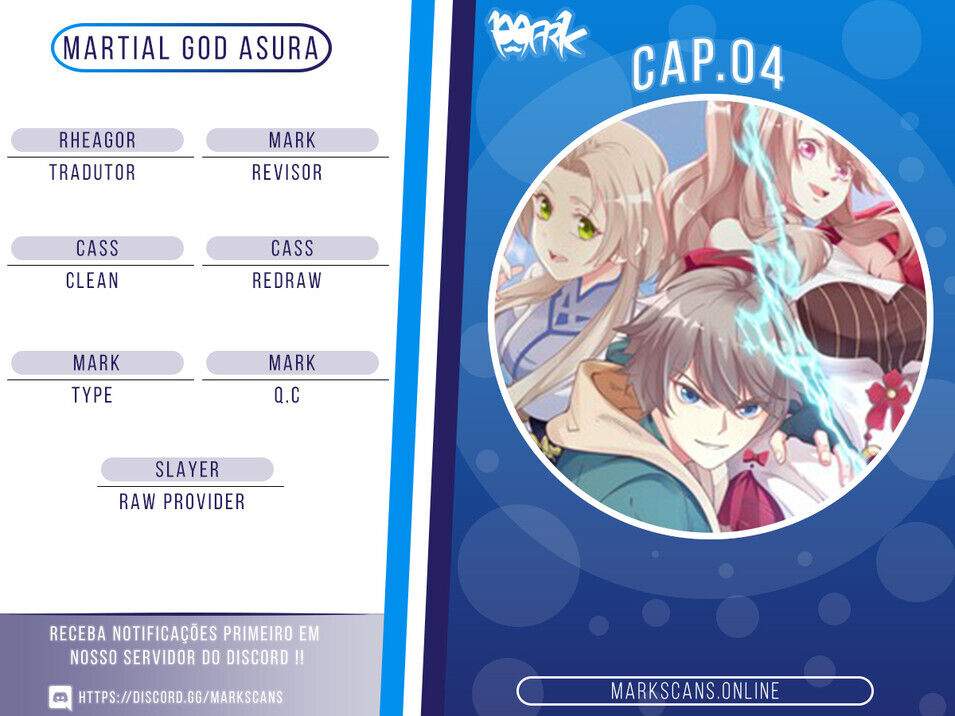 MARTIAL GOD ASURA
RHEAGOR
TRADUTOR
MARK
REVISOR
CASS
CLEAN
CASS
REDRAW
MARK
TYPE
MARK
Q.C
SLAYER
RAW PROVIDER
RECEBA NOTIFICAÇÕES PRIMEIRO EM
NOSSO SERVIDOR DO DISCORD !!
HTTPS://DISCORD.GG/MARKSCANS
CAP.04
MARKSCANS.ONLINE